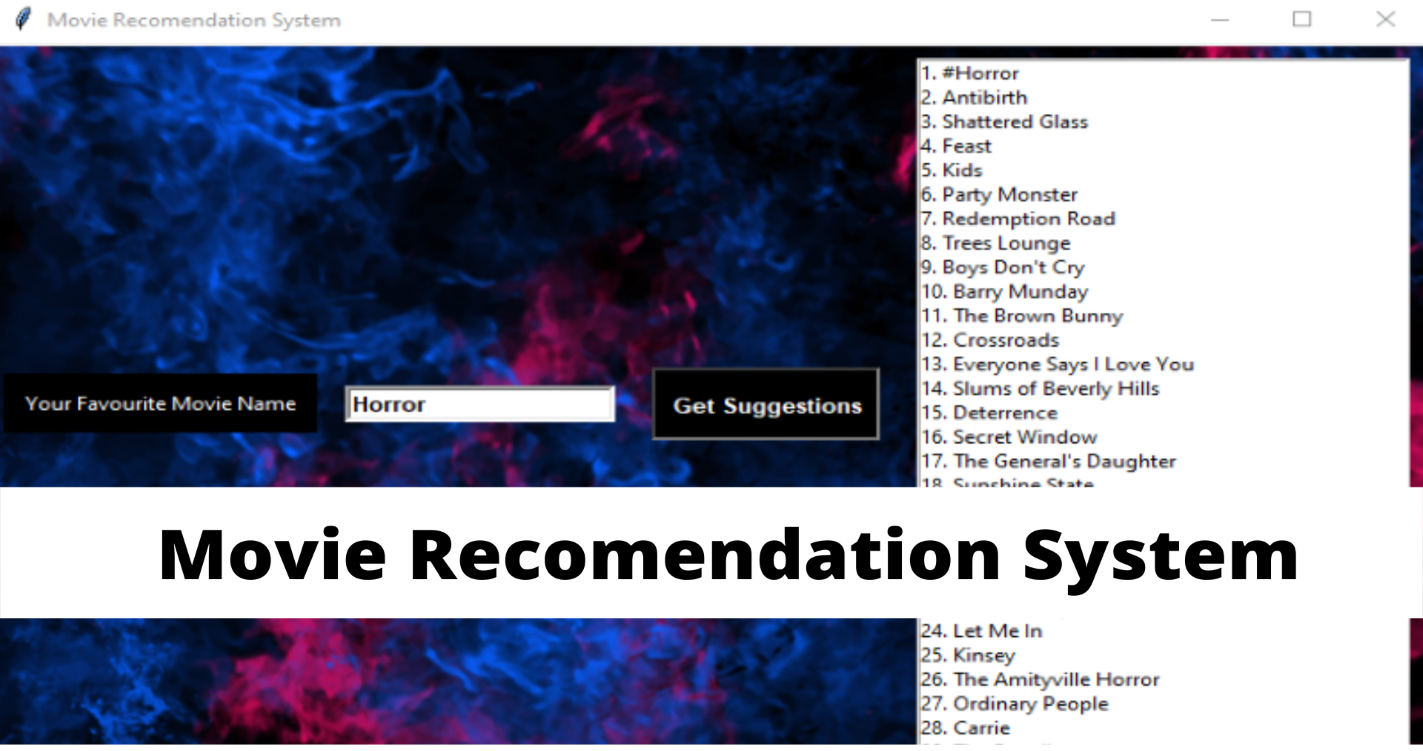 Movie Recomendation System
1. #Horror
2. Antibirth
3. Shattered Glass
4. Feast
5. Kids
6. Party Monster
7. Redemption Road
8. Trees Lounge
9. Boys Don't Cry
10. Barry Munday
11. The Brown Bunny
12. Crossroads
13. Everyone Says I Love You
14. Slums of Beverly Hills
15. Deterrence
16. Secret Window
17. The General's Daughter
18. Sunshine State
Your Favourite Movie Name
Horror
Get Suggestions
Movie Recomendation System
24. Let Me In
25. Kinsey
26. The Amityville Horror
27. Ordinary People
28. Carrie